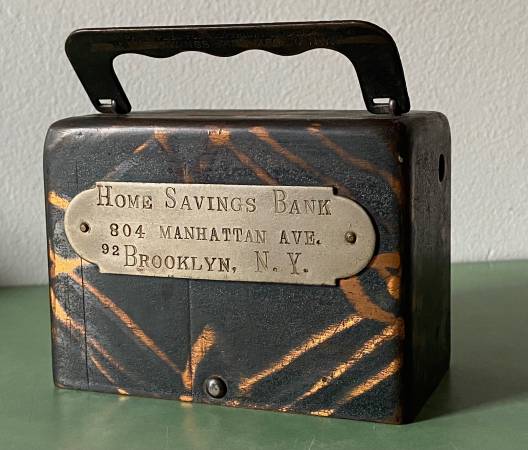 Home Savings Bank
804 Manhattan Ave.
92 Brooklyn, N.Y.